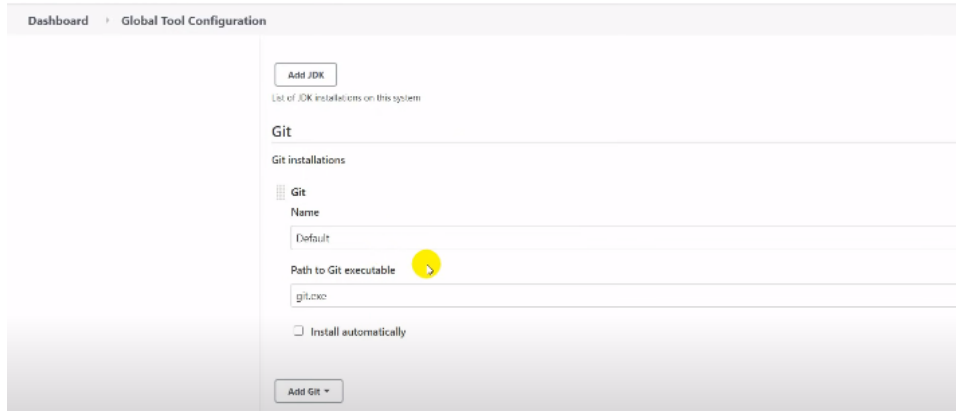 Dashboard › Global Tool Configuration
Add JDK
List of JDK installations on this system
Git
Git installations
Git
Name
Default
Path to Git executable
git.exe
Install automatically
Add Git